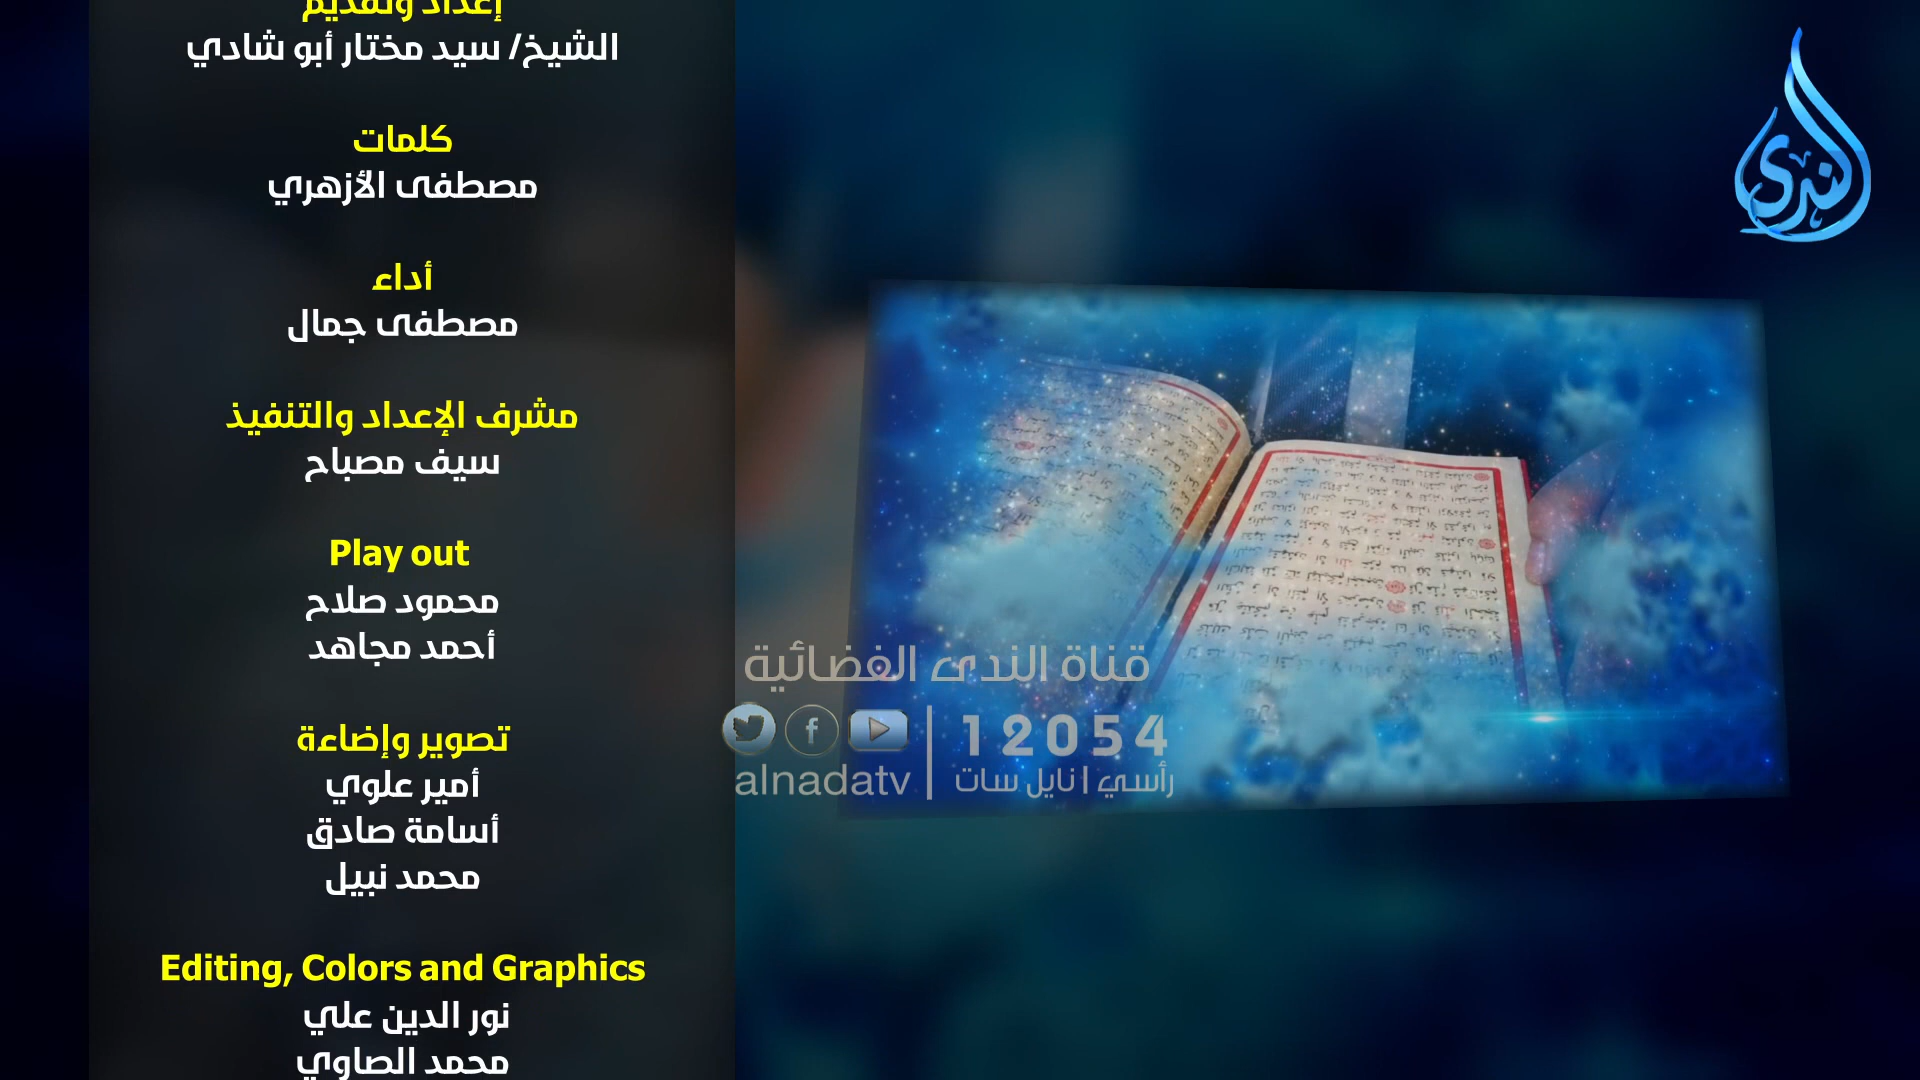 إعداد وتقديم
الشيخ/ سيد مختار أبو شادي
كلمات
مصطفى الأزهري
أداء
مصطفى جمال
مشرف الإعداد والتنفيذ
سيف مصباح
Play out
محمود صلاح
أحمد مجاهد
تصوير وإضاءة
أمير علوي
أسامة صادق
محمد نبيل
Editing, Colors and Graphics
نور الدين علي
محمد الصاوي
الندى
قناة الندى الفضائية
12054
رأسي | نايل سات
alnadatv